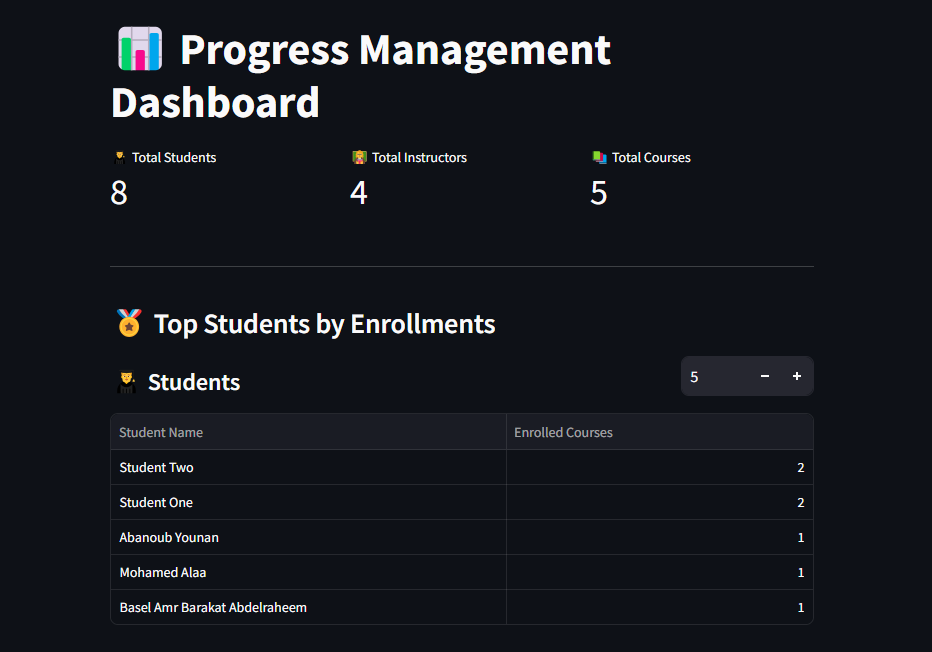 Progress Management
Dashboard
Total Students
Total Instructors
Total Courses
8
4
5
Top Students by Enrollments
Students
5 − +
Student Name Enrolled Courses
Student Two 2
Student One 2
Abanoub Younan 1
Mohamed Alaa 1
Basel Amr Barakat Abdelraheem 1